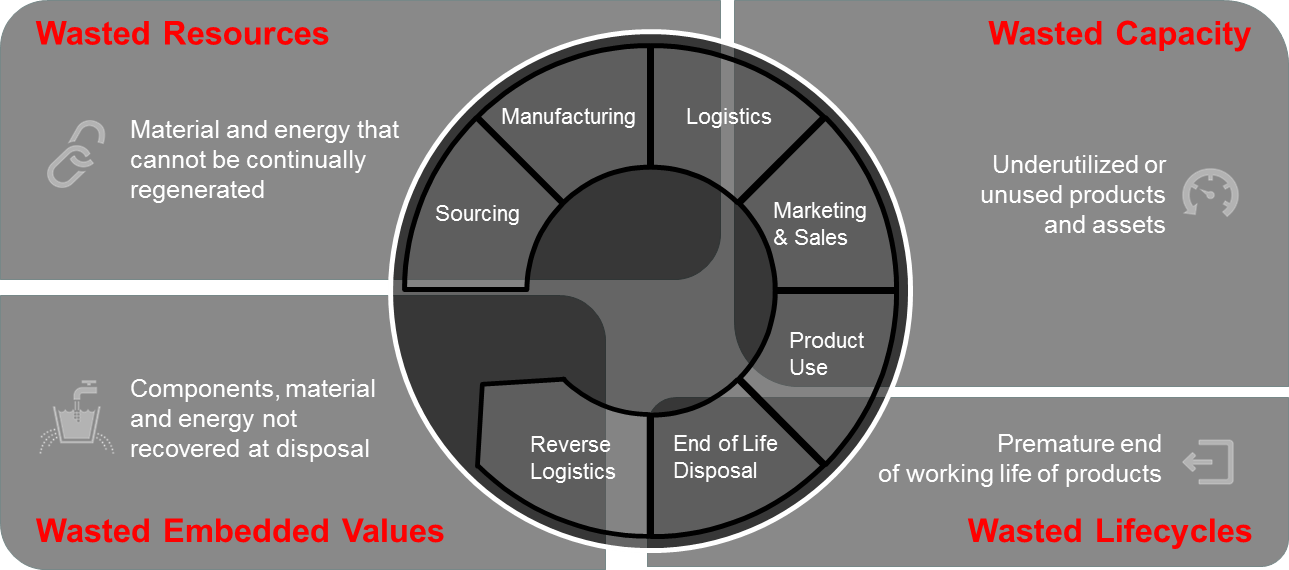 Wasted Resources
Material and energy that
cannot be continually
regenerated
Wasted Capacity
Underutilized or
unused products
and assets
Manufacturing
Logistics
Sourcing
Marketing
& Sales
Product
Use
Reverse
Logistics
End of Life
Disposal
Components, material
and energy not
recovered at disposal
Wasted Embedded Values
Premature end
of working life of products
Wasted Lifecycles